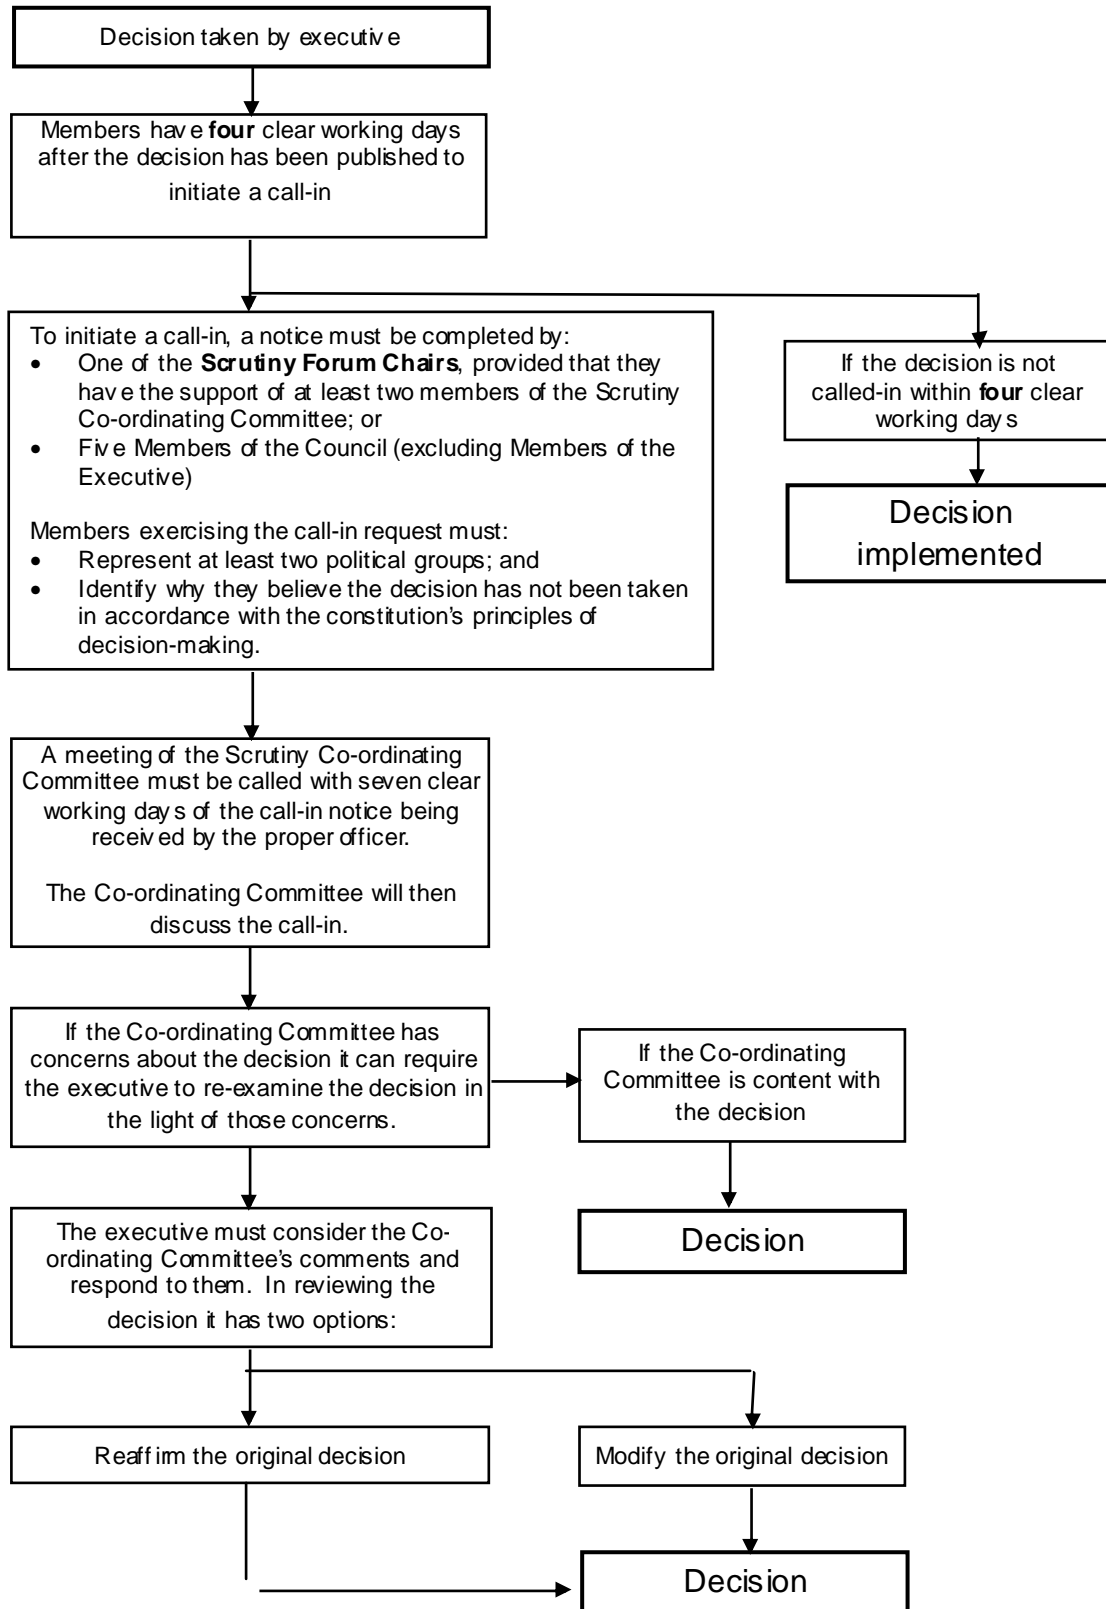 Decision taken by executive
Members have four clear working days
after the decision has been published to
initiate a call-in
To initiate a call-in, a notice must be completed by:
• One of the Scrutiny Forum Chairs, provided that they
have the support of at least two members of the Scrutiny
Co-ordinating Committee; or
• Five Members of the Council (excluding Members of the
Executive)
Members exercising the call-in request must:
• Represent at least two political groups; and
• Identify why they believe the decision has not been taken
in accordance with the constitution's principles of
decision-making.
If the decision is not
called-in within four clear
working days
Decision
implemented
A meeting of the Scrutiny Co-ordinating
Committee must be called with seven clear
working days of the call-in notice being
received by the proper officer.
The Co-ordinating Committee will then
discuss the call-in.
If the Co-ordinating Committee has
concerns about the decision it can require
the executive to re-examine the decision in
the light of those concerns.
If the Co-ordinating
Committee is content with
the decision
Decision
The executive must consider the Co-
ordinating Committee's comments and
respond to them. In reviewing the
decision it has two options:
Reaffirm the original decision
Modify the original decision
Decision